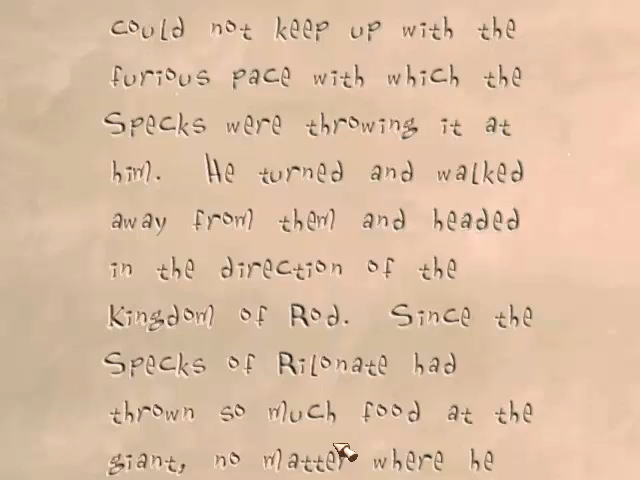 could not keep up with the
furious pace with which the
Specks were throwing it at
him.  He turned and walked
away from them and headed
in the direction of the
Kingdom of Rod.  Since the
Specks of Rilonate had
thrown so much food at the
giant, no matter where he